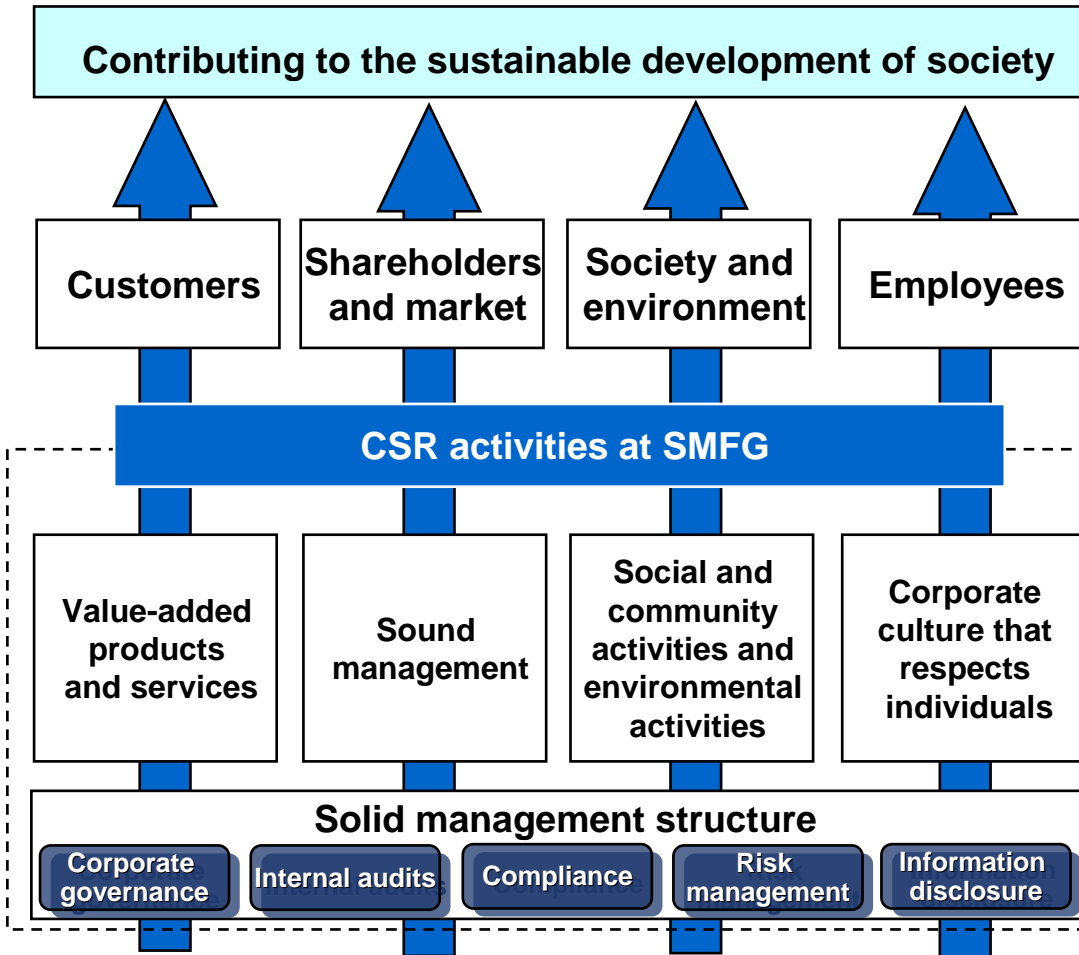 Contributing to the sustainable development of society
Customers
Shareholders
and market
Society and
environment
Employees
CSR activities at SMFG
Value-added
products
and services
Sound
management
Social and
community
activities and
environmental
activities
Corporate
culture that
respects
individuals
Solid management structure
Corporate
governance
Internal audits
Compliance
Risk
management
Information
disclosure